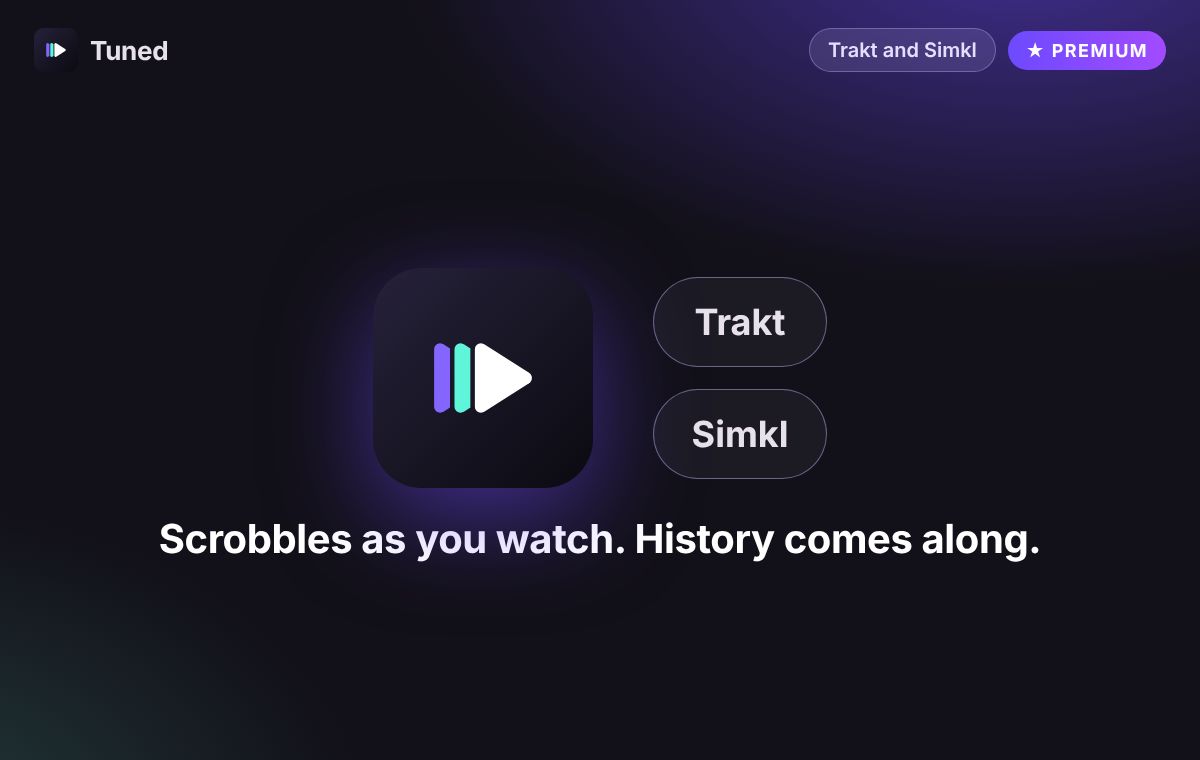 Tuned
Trakt and Simkl
★ PREMIUM
Trakt
Simkl
Scrobbles as you watch. History comes along.